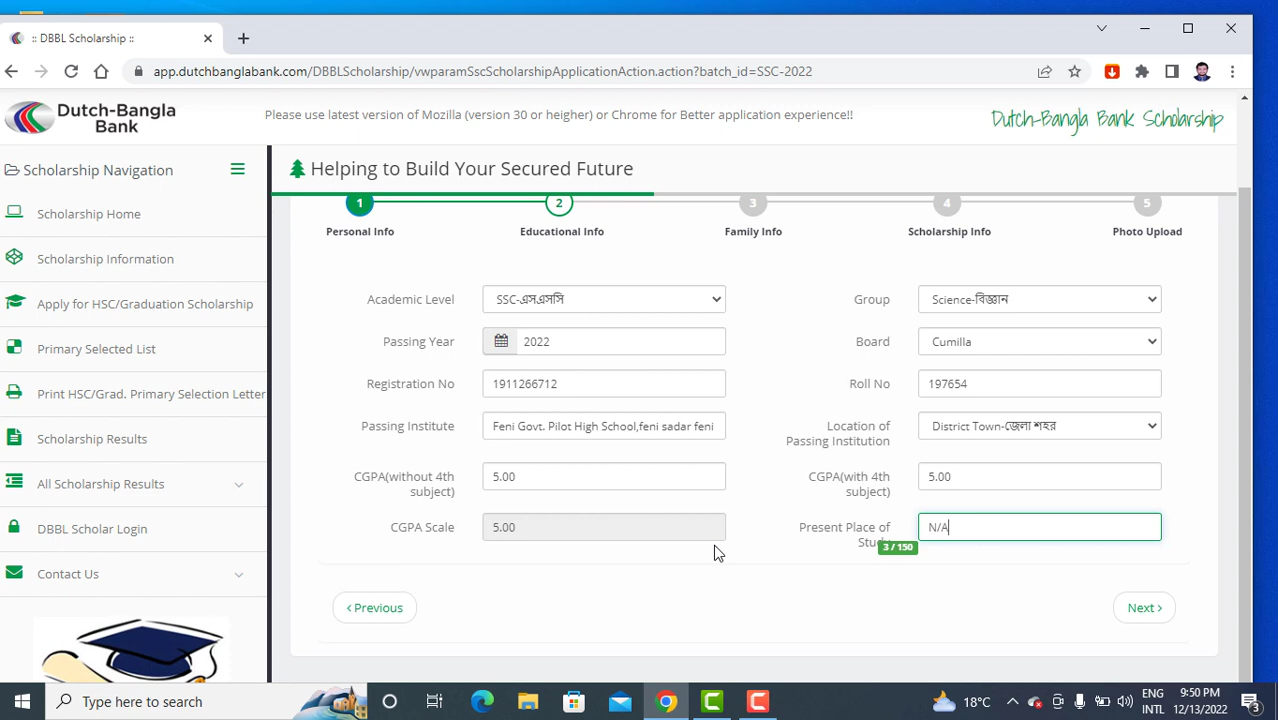 :: DBBL Scholarship ::
app.dutchbanglabank.com/DBBLScholarship/vwparamSscScholarshipApplicationAction.action?batch_id=SSC-2022
Dutch-Bangla
Bank
Please use latest version of Mozilla (version 30 or heigher) or Chrome for Better application experience!!
Dutch-Bangla Bank Scholarship
Scholarship Navigation
Helping to Build Your Secured Future
Scholarship Home
Scholarship Information
Apply for HSC/Graduation Scholarship
Primary Selected List
Print HSC/Grad. Primary Selection Letter
Scholarship Results
All Scholarship Results
DBBL Scholar Login
Contact Us
1 2 3 4 5
Personal Info Educational Info Family Info Scholarship Info Photo Upload
Academic Level SSC-এসএসসি Group Science-বিজ্ঞান
Passing Year 2022 Board Cumilla
Registration No 1911266712 Roll No 197654
Passing Institute Feni Govt. Pilot High School,feni sadar feni Location of District Town-জেলা শহর
Passing Institution
CGPA(without 4th 5.00 CGPA(with 4th 5.00
subject) subject)
CGPA Scale 5.00 Present Place of N/A
Study 3 / 150
Previous Next
Type here to search
18°C
ENG 9:50 PM
INTL 12/13/2022
3